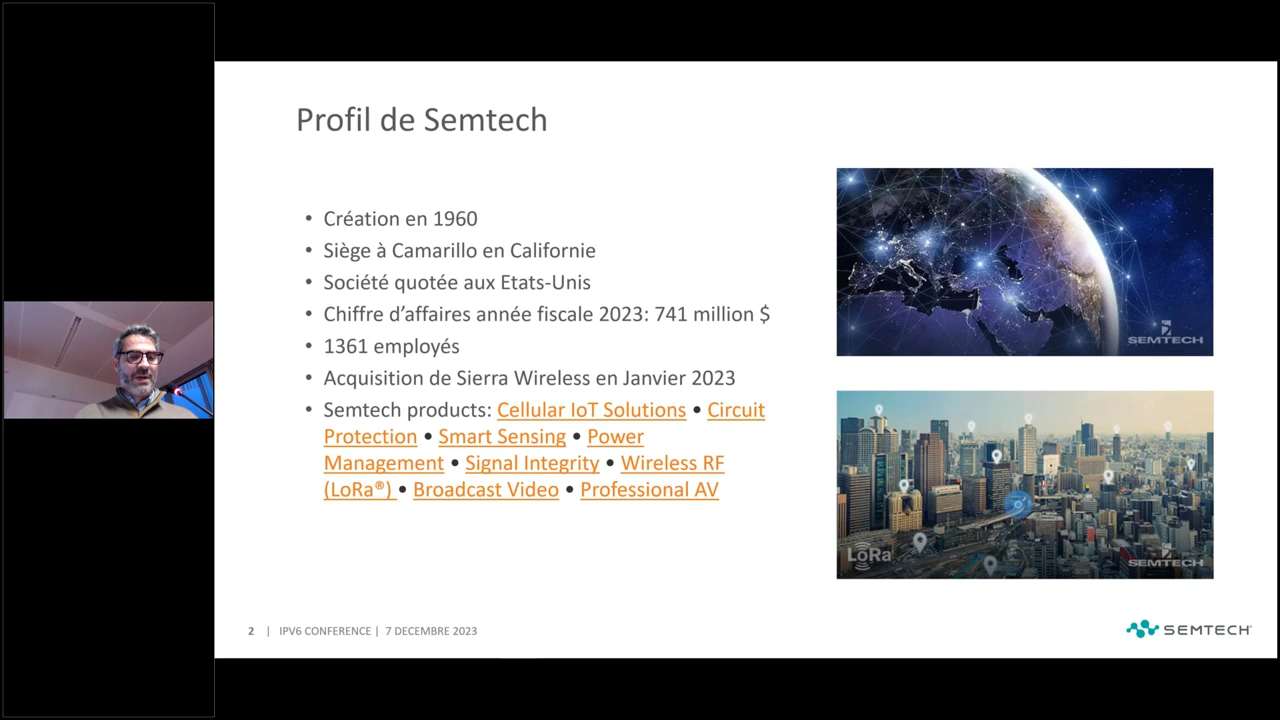 Profil de Semtech
• Création en 1960
• Siège à Camarillo en Californie
• Société quotée aux Etats-Unis
• Chiffre d’affaires année fiscale 2023: 741 million $
• 1361 employés
• Acquisition de Sierra Wireless en Janvier 2023
• Semtech products: Cellular IoT Solutions • Circuit
Protection • Smart Sensing • Power
Management • Signal Integrity • Wireless RF
(LoRa®) • Broadcast Video • Professional AV
SEMTECH
LoRa
SEMTECH
2 | IPV6 CONFERENCE | 7 DECEMBRE 2023
SEMTECH